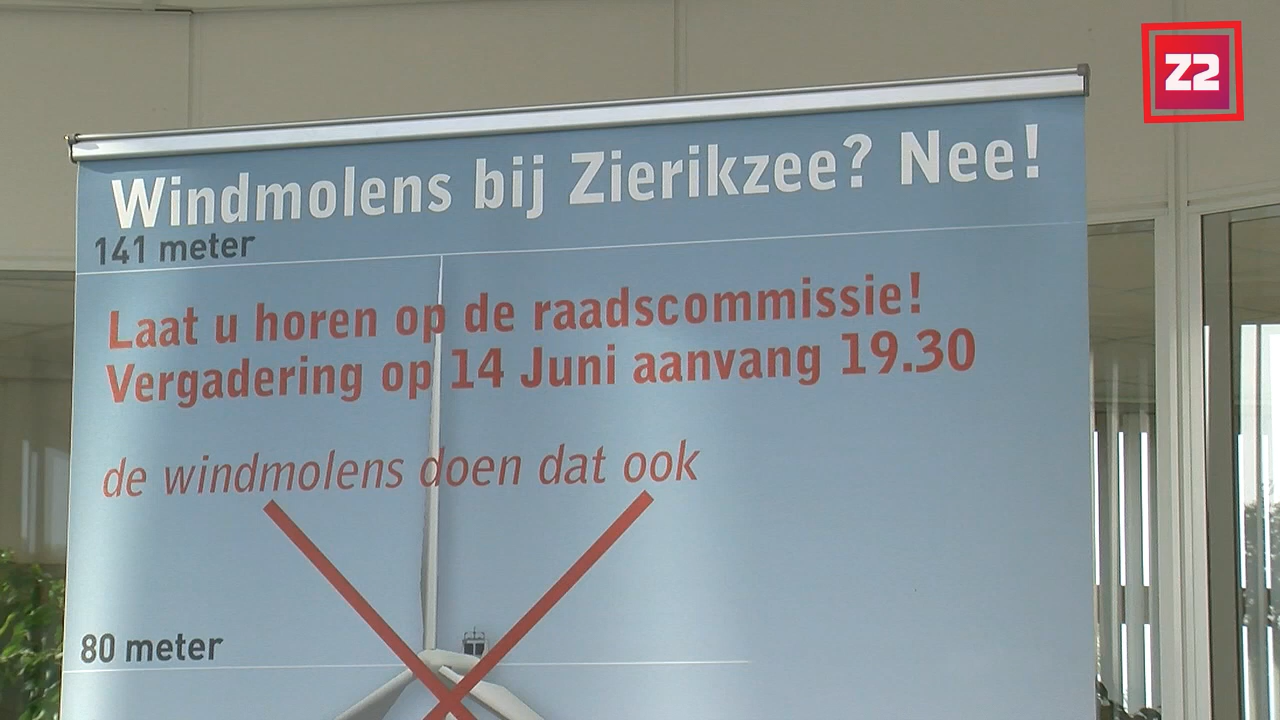 Z2
Windmolens bij Zierikzee? Nee!
141 meter
Laat u horen op de raadscommissie!
Vergadering op 14 Juni aanvang 19.30
de windmolens doen dat ook
80 meter